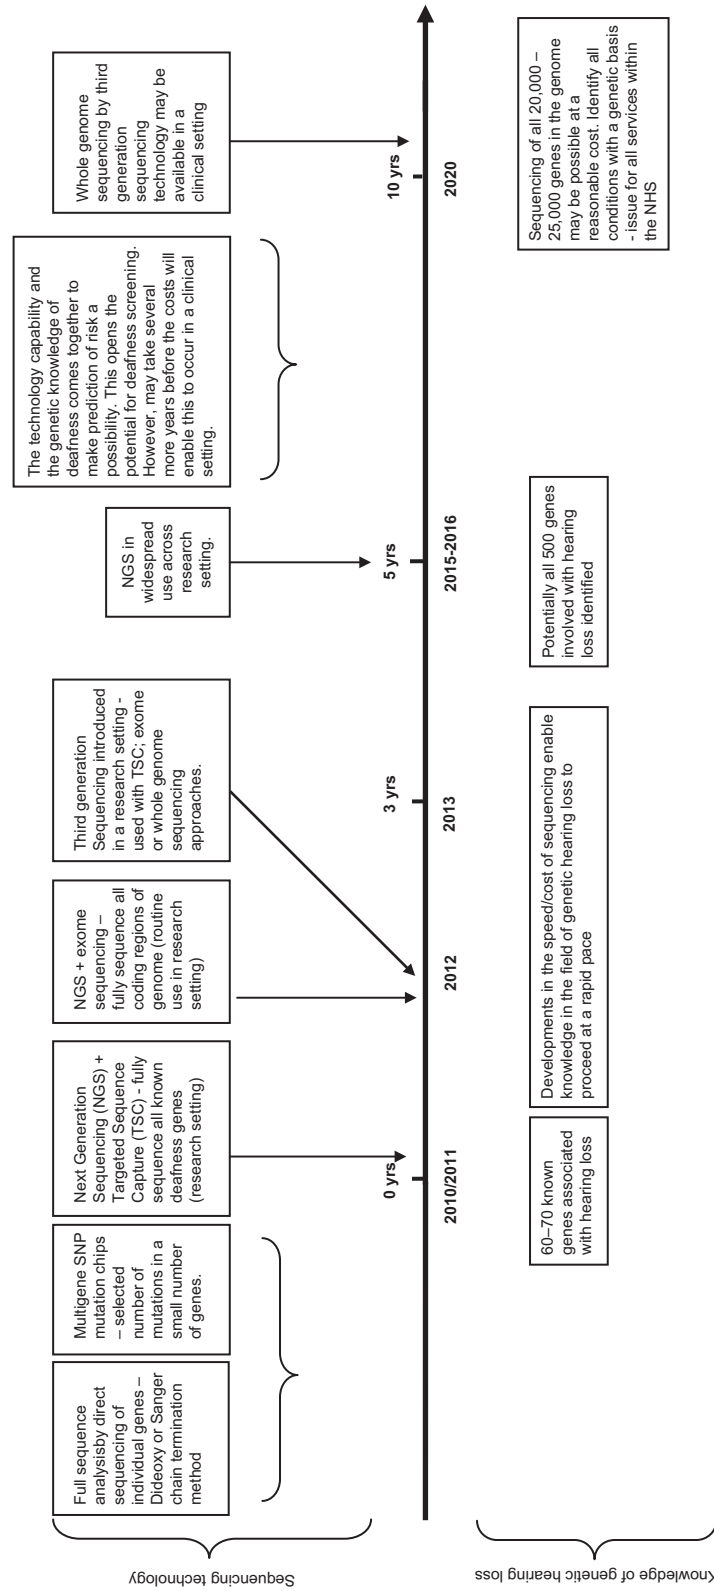 Sequencing technology
Full sequence
analysisby direct
sequencing of
individual genes –
Dideoxy or Sanger
chain termination
method
Multigene SNP
mutation chips
– selected
number of
mutations in a
small number
of genes.
Next Generation
Sequencing (NGS) +
Targeted Sequence
Capture (TSC) - fully
sequence all known
deafness genes
(research setting)
NGS + exome
sequencing –
fully sequence all
coding regions of
genome (routine
use in research
setting)
Third generation
Sequencing introduced
in a research setting -
used with TSC; exome
or whole genome
sequencing
approaches.
NGS in
widespread
use across
research
setting.
The technology capability and
the genetic knowledge of
deafness comes together to
make prediction of risk a
possibility. This opens the
potential for deafness screening.
However, may take several
more years before the costs will
enable this to occur in a clinical
setting.
Whole genome
sequencing by third
generation
sequencing
technology may be
available in a
clinical setting
0 yrs
3 yrs
5 yrs
10 yrs
2010/2011
2012
2013
2015-2016
2020
Knowledge of genetic hearing loss
60–70 known
genes associated
with hearing loss
Developments in the speed/cost of sequencing enable
knowledge in the field of genetic hearing loss to
proceed at a rapid pace
Potentially all 500 genes
involved with hearing
loss identified
Sequencing of all 20,000 –
25,000 genes in the genome
may be possible at a
reasonable cost. Identify all
conditions with a genetic basis
- issue for all services within
the NHS